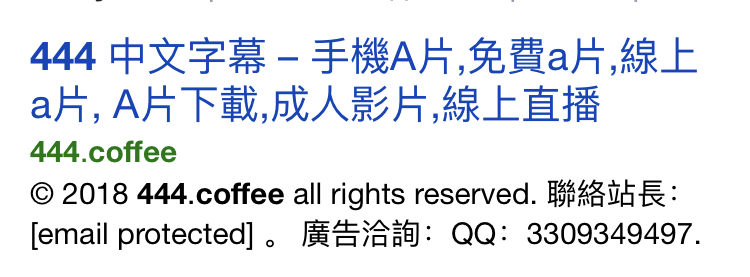 444 中文字幕 – 手機A片,免費a片,線上
a片, A片下載,成人影片,線上直播
444.coffee
© 2018 444.coffee all rights reserved. 聯絡站長：
[email protected] 。 廣告洽詢：QQ：3309349497.